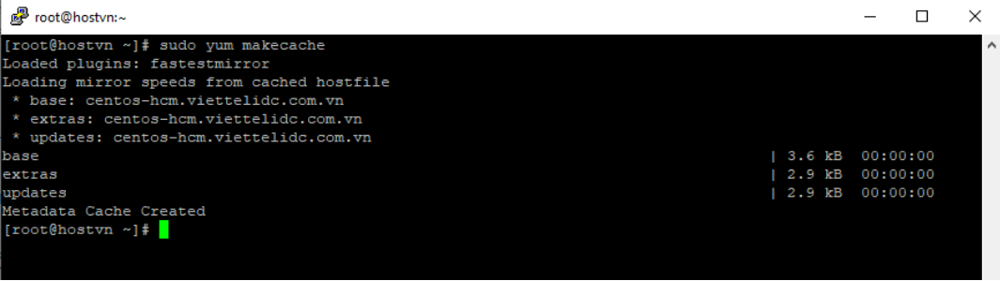 root@hostvn:~
[root@hostvn ~]# sudo yum makecache
Loaded plugins: fastestmirror
Loading mirror speeds from cached hostfile
 * base: centos-hcm.viettelidc.com.vn
 * extras: centos-hcm.viettelidc.com.vn
 * updates: centos-hcm.viettelidc.com.vn
base | 3.6 kB 00:00:00
extras | 2.9 kB 00:00:00
updates | 2.9 kB 00:00:00
Metadata Cache Created
[root@hostvn ~]#